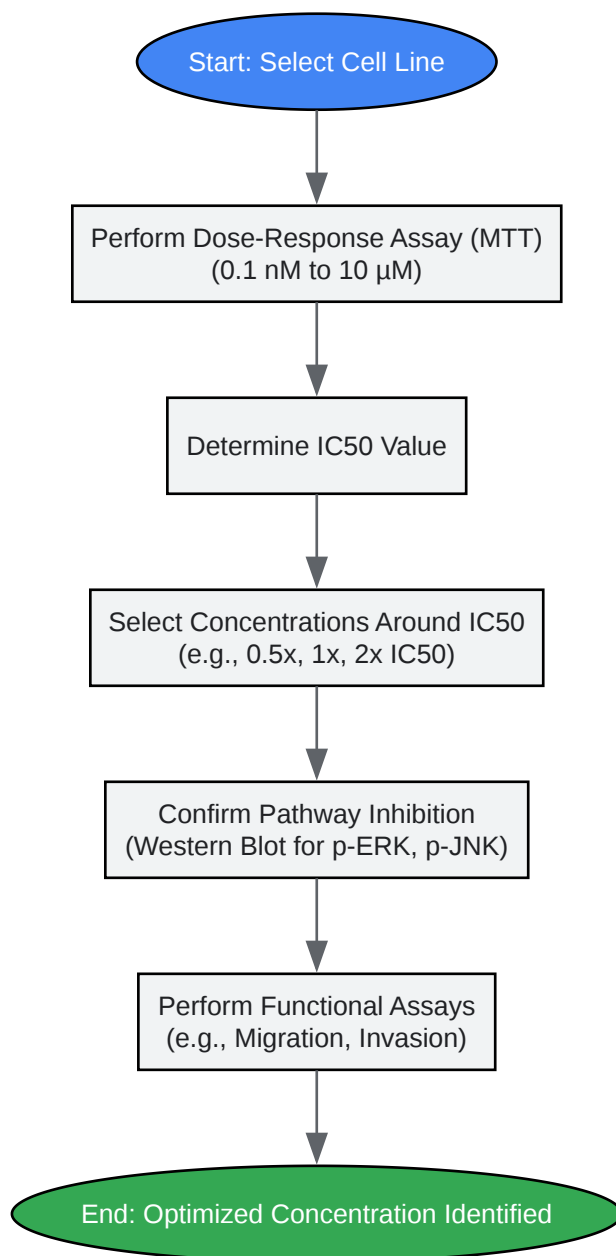 Start: Select Cell Line
Perform Dose-Response Assay (MTT)
(0.1 nM to 10 µM)
Determine IC50 Value
Select Concentrations Around IC50
(e.g., 0.5x, 1x, 2x IC50)
Confirm Pathway Inhibition
(Western Blot for p-ERK, p-JNK)
Perform Functional Assays
(e.g., Migration, Invasion)
End: Optimized Concentration Identified